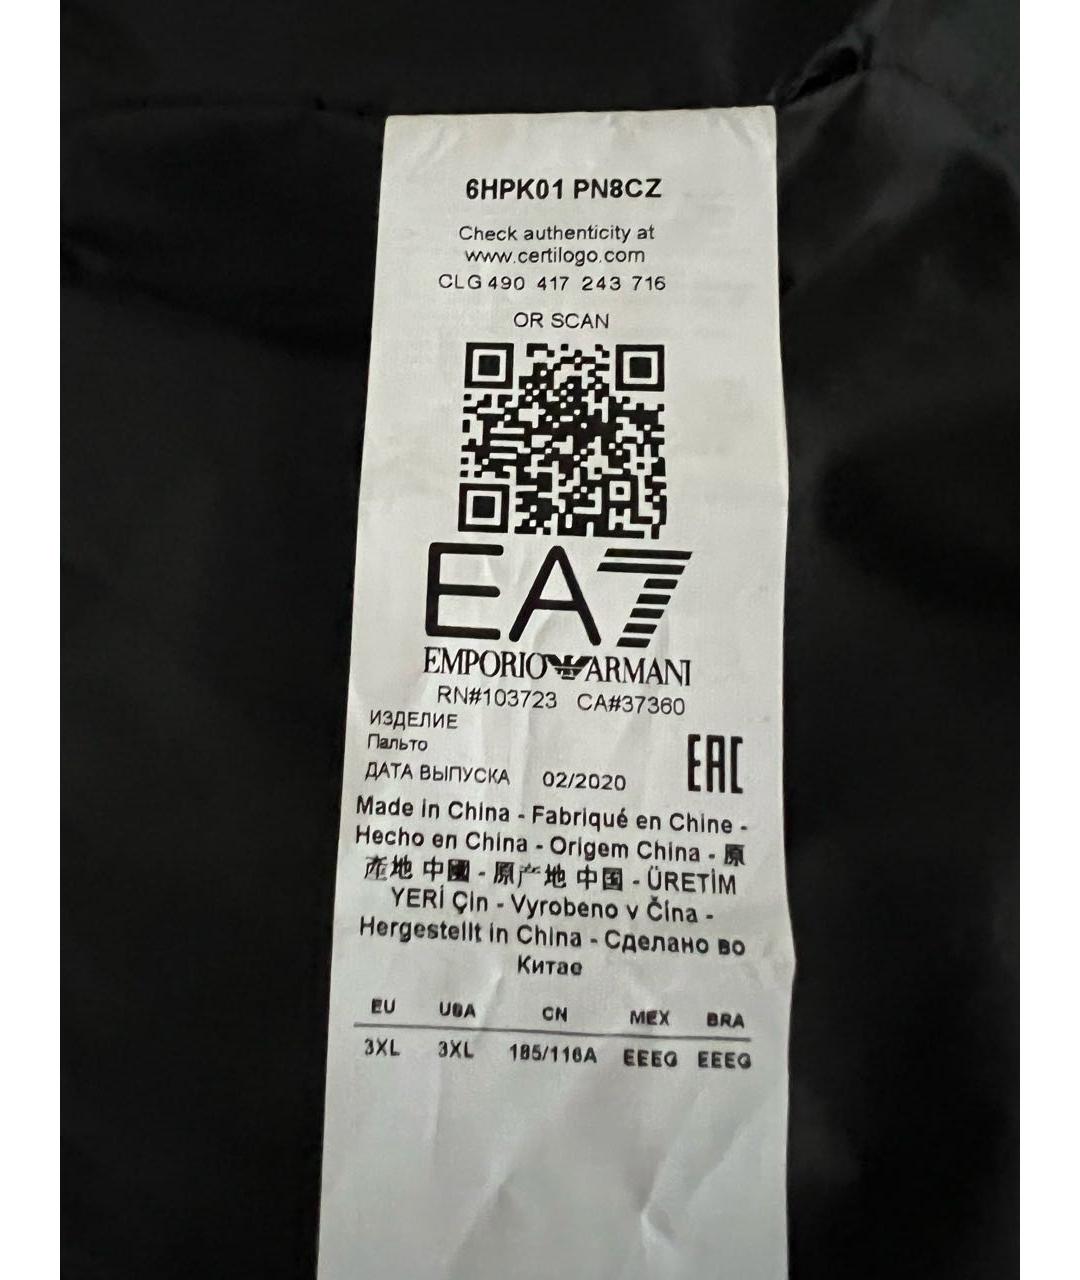 6HPK01 PN8CZ
Check authenticity at
www.certilogo.com
CLG 490 417 243 716
OR SCAN
EA7
EMPORIO ARMANI
RN#103723 CA#37360
ИЗДЕЛИЕ
Пальто
ДАТА ВЫПУСКА 02/2020
EAC
Made in China - Fabriqué en Chine -
Hecho en China - Origem China - 原
產地 中國 - 原产地 中国 - ÜRETİM
YERİ Çin - Vyrobeno v Čína -
Hergestellt in China - Сделано во
Китае
EU USA CN MEX BRA
3XL 3XL 185/116A EEEG EEEG